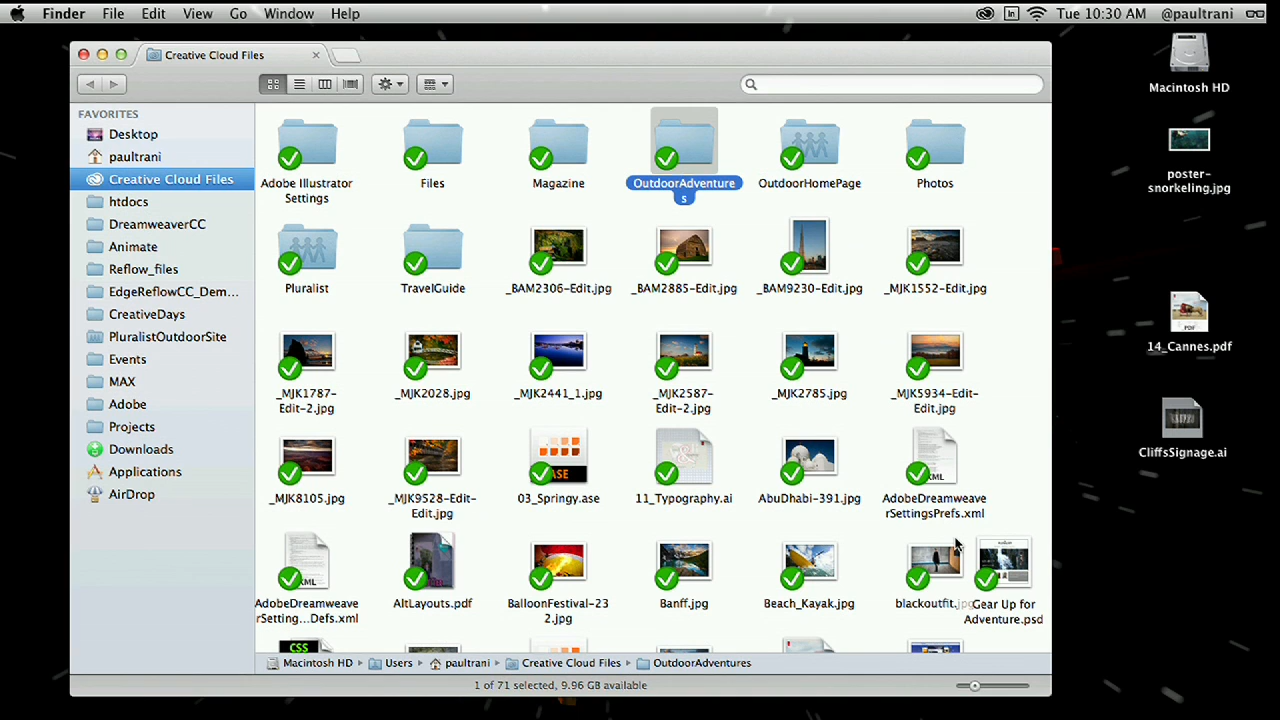 Finder File Edit View Go Window Help
Tue 10:30 AM @paultrani
Creative Cloud Files
FAVORITES
Desktop
paultrani
Creative Cloud Files
htdocs
DreamweaverCC
Animate
Reflow_files
EdgeReflowCC_Dem...
CreativeDays
PluralistOutdoorSite
Events
MAX
Adobe
Projects
Downloads
Applications
AirDrop
Adobe Illustrator
Settings
Files
Magazine
OutdoorAdventure
s
OutdoorHomePage
Photos
Pluralist
TravelGuide
_BAM2306-Edit.jpg
_BAM2885-Edit.jpg
_BAM9230-Edit.jpg
_MJK1552-Edit.jpg
_MJK1787-
Edit-2.jpg
_MJK2028.jpg
_MJK2441_1.jpg
_MJK2587-
Edit-2.jpg
_MJK2785.jpg
_MJK5934-Edit-
Edit.jpg
_MJK8105.jpg
_MJK9528-Edit-
Edit.jpg
ASE
03_Springy.ase
11_Typography.ai
AbuDhabi-391.jpg
XML
AdobeDreamweave
rSettingsPrefs.xml
XML
AdobeDreamweave
rSetting...Defs.xml
AltLayouts.pdf
BalloonFestival-23
2.jpg
Banff.jpg
Beach_Kayak.jpg
blackoutfit.jpg
Gear Up for
Adventure.psd
CSS
Macintosh HD Users paultrani Creative Cloud Files OutdoorAdventures
1 of 71 selected, 9.96 GB available
Macintosh HD
poster-
snorkeling.jpg
PDF
14_Cannes.pdf
CliffsSignage.ai